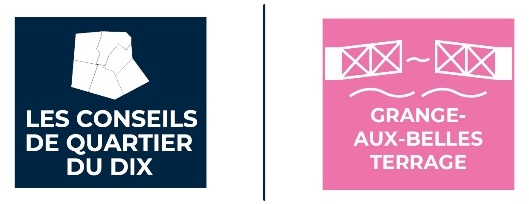 LES CONSEILS
DE QUARTIER
DU DIX
GRANGE-
AUX-BELLES
TERRAGE